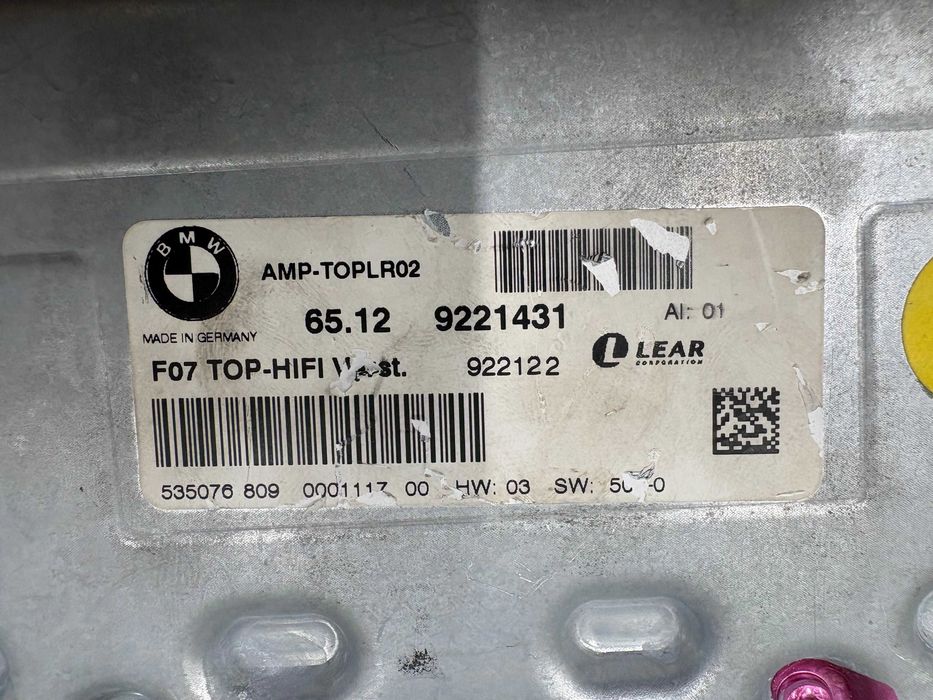 BMW
AMP-TOPLR02
65.12 9221431 AI: 01
MADE IN GERMANY
F07 TOP-HIFI 922122
LEAR
CORPORATION
535076 809 0001117 00 HW: 03 SW: